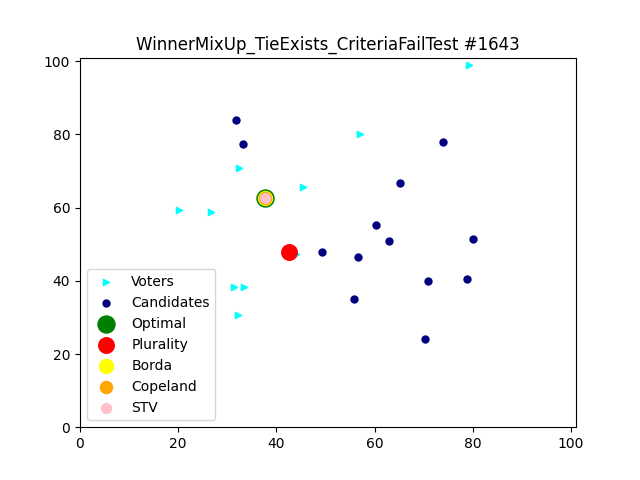 WinnerMixUp_TieExists_CriteriaFailTest #1643
100
80
60
40
20
0
Voters
Candidates
Optimal
Plurality
Borda
Copeland
STV
0 20 40 60 80 100